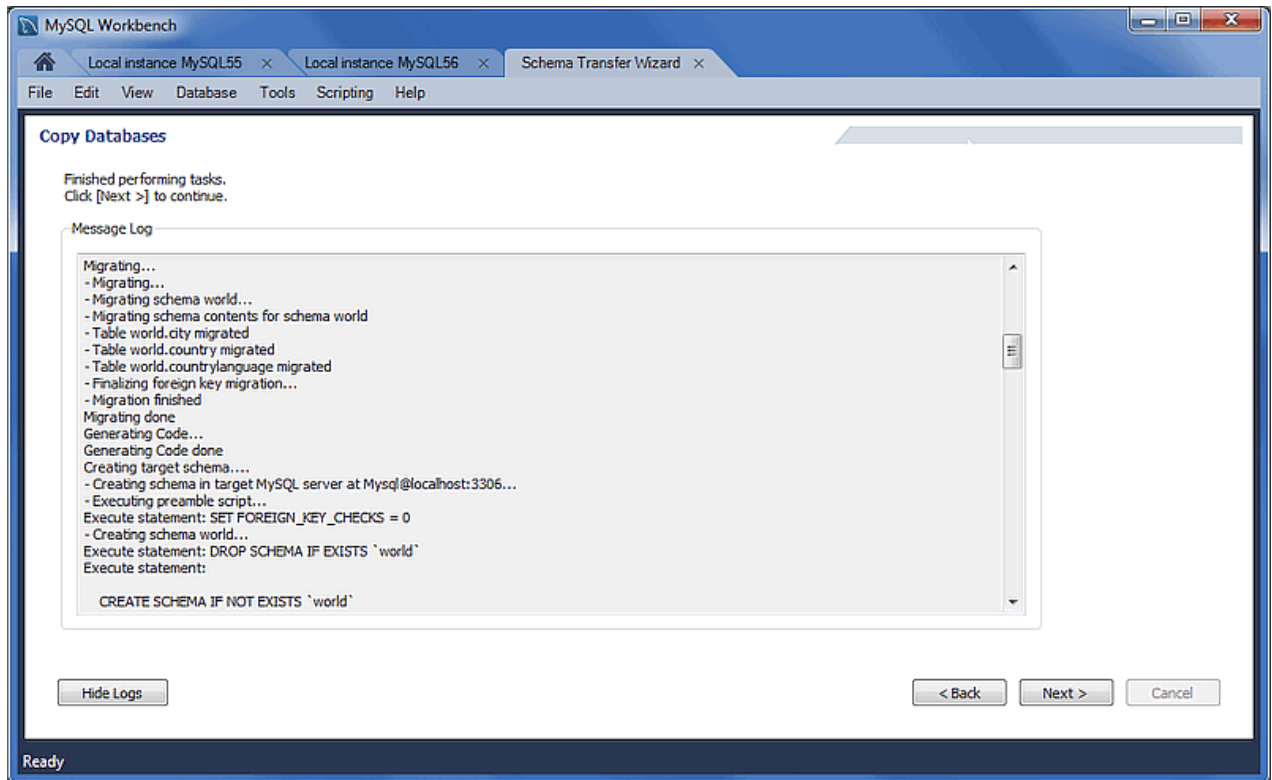 MySQL Workbench
Local instance MySQL55 × Local instance MySQL56 × Schema Transfer Wizard ×
File Edit View Database Tools Scripting Help
Copy Databases
Finished performing tasks.
Click [Next >] to continue.
Message Log
Migrating...
- Migrating...
- Migrating schema world...
- Migrating schema contents for schema world
- Table world.city migrated
- Table world.country migrated
- Table world.countrylanguage migrated
- Finalizing foreign key migration...
- Migration finished
Migrating done
Generating Code...
Generating Code done
Creating target schema....
- Creating schema in target MySQL server at Mysql@localhost:3306...
- Executing preamble script...
Execute statement: SET FOREIGN_KEY_CHECKS = 0
- Creating schema world...
Execute statement: DROP SCHEMA IF EXISTS `world`
Execute statement:
CREATE SCHEMA IF NOT EXISTS `world`
Hide Logs < Back Next > Cancel
Ready